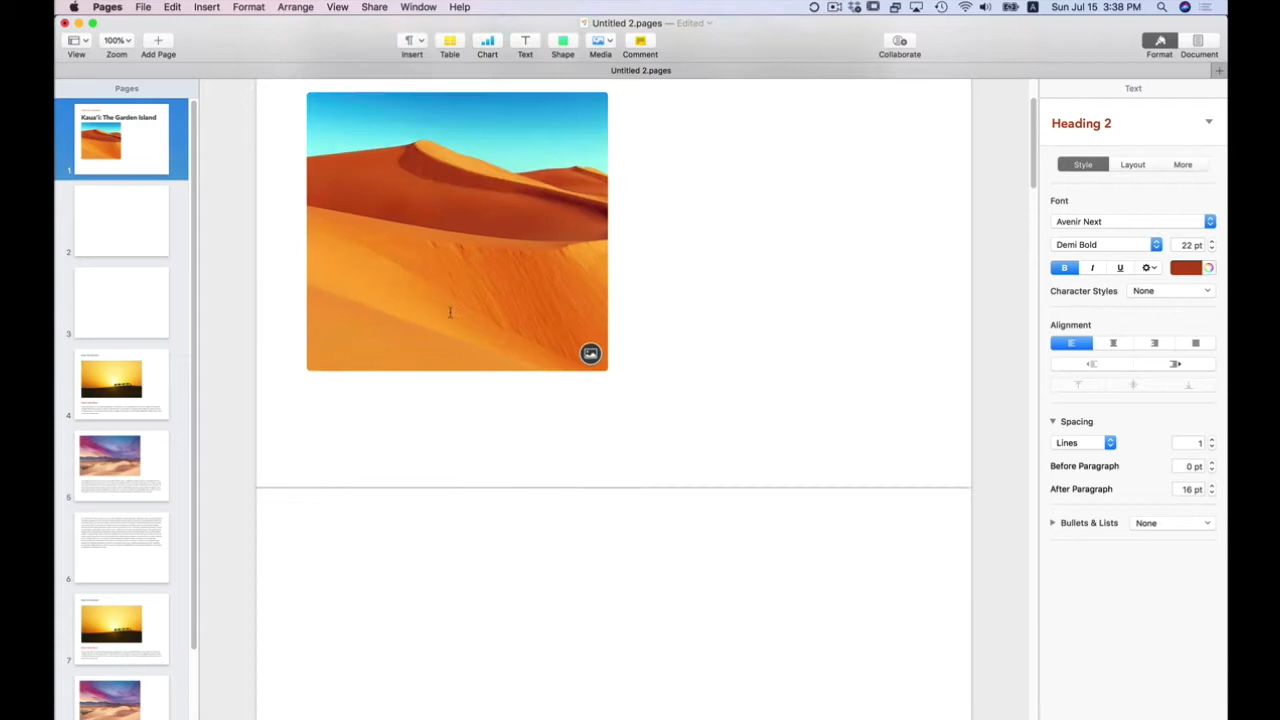 Pages File Edit Insert Format Arrange View Share Window Help
Sun Jul 15 3:38 PM
Untitled 2.pages — Edited
100%
View Zoom Add Page Insert Table Chart Text Shape Media Comment Collaborate Format Document
Untitled 2.pages
Pages
Text
Kaua'i: The Garden Island
1
2
3
4
5
6
7
Heading 2
Style Layout More
Font
Avenir Next
Demi Bold 22 pt
B I U
Character Styles None
Alignment
Spacing
Lines 1
Before Paragraph 0 pt
After Paragraph 16 pt
Bullets & Lists None